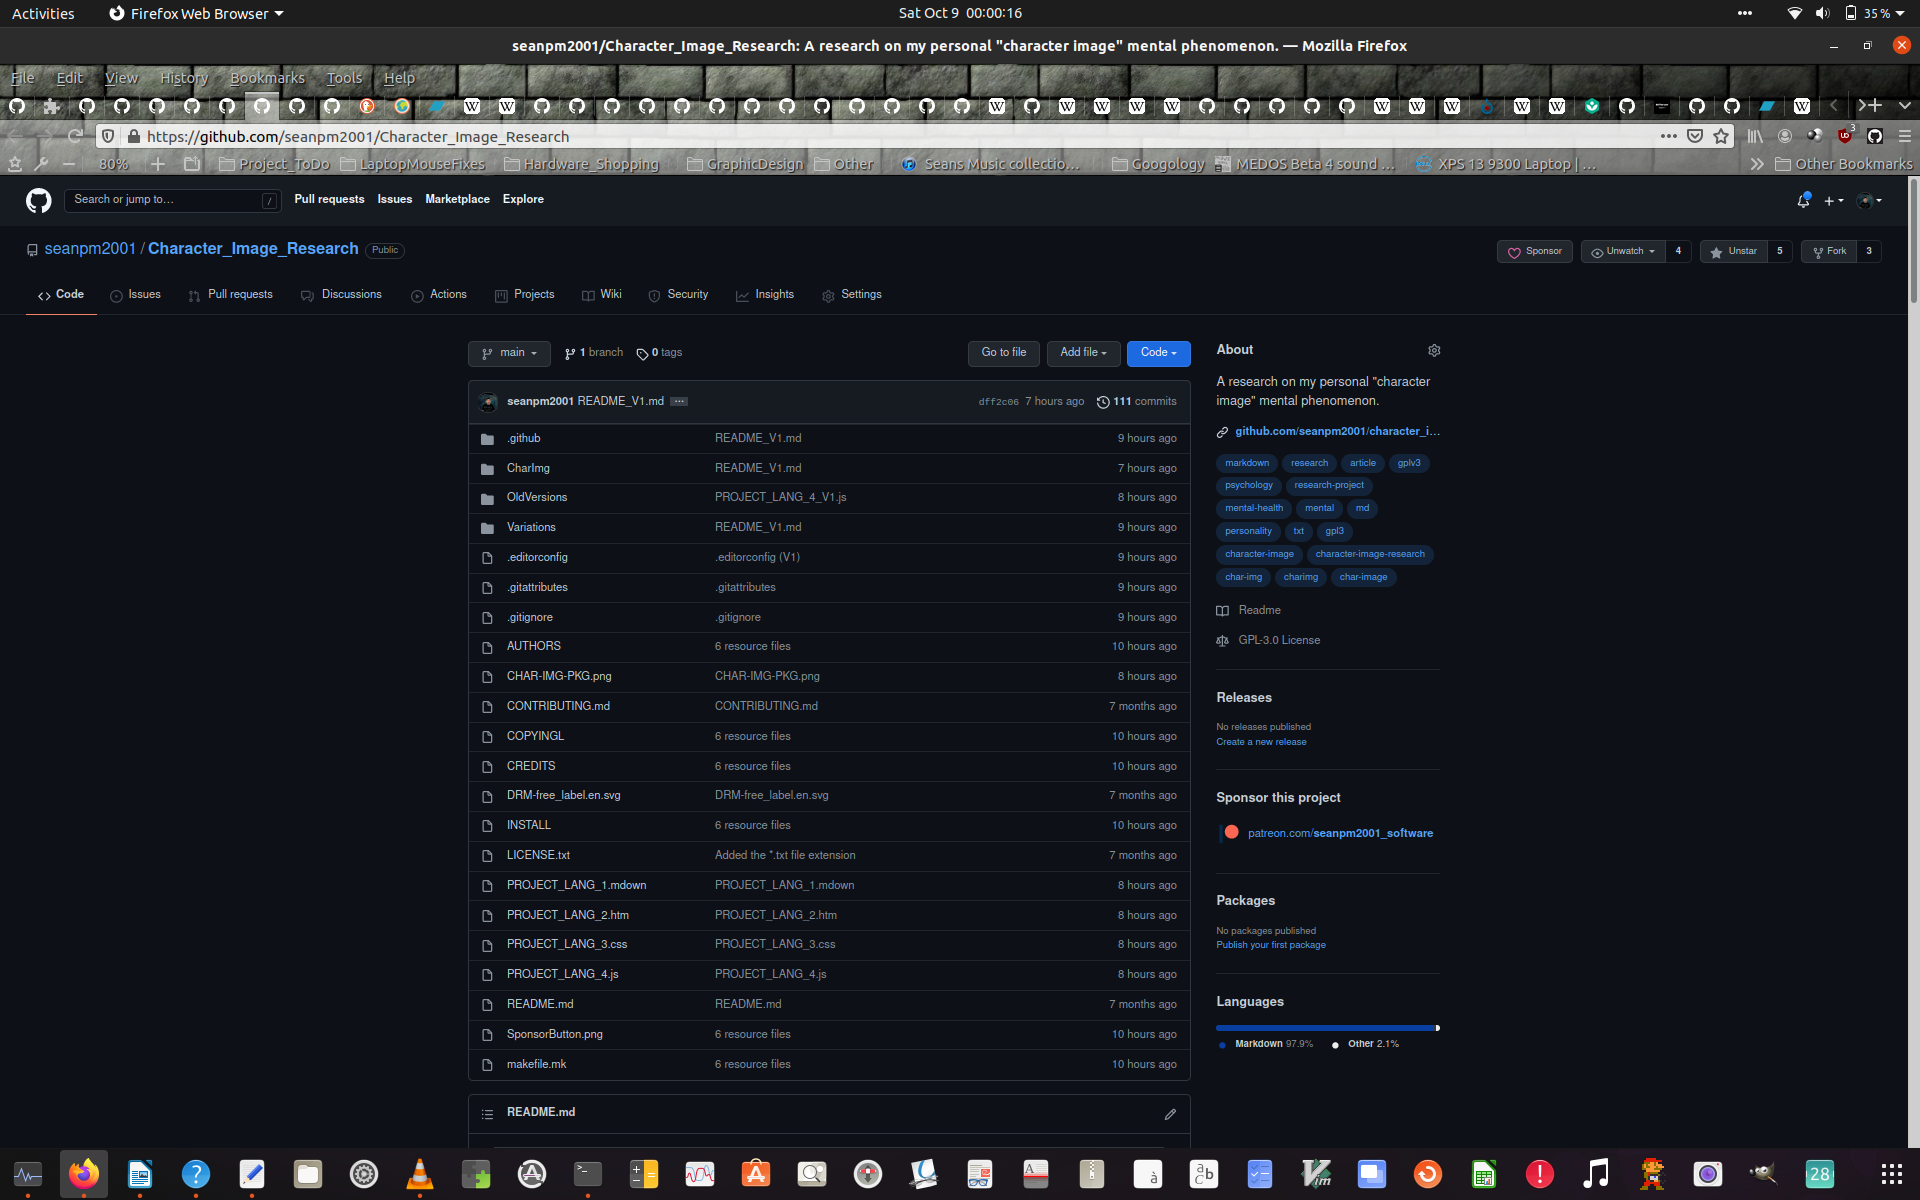 Activities Firefox Web Browser Sat Oct 9 00:00:16 35 %
seanpm2001/Character_Image_Research: A research on my personal "character image" mental phenomenon. — Mozilla Firefox
File Edit View History Bookmarks Tools Help
https://github.com/seanpm2001/Character_Image_Research 3
80% Project_ToDo LaptopMouseFixes Hardware_Shopping GraphicDesign Other Seans Music collectio… Googology MEDOS Beta 4 sound … XPS 13 9300 Laptop | … Other Bookmarks
Search or jump to… / Pull requests Issues Marketplace Explore
seanpm2001 / Character_Image_Research Public Sponsor Unwatch 4 Unstar 5 Fork 3
Code Issues Pull requests Discussions Actions Projects Wiki Security Insights Settings
main 1 branch 0 tags Go to file Add file Code
seanpm2001 README_V1.md ... dff2c06 7 hours ago 111 commits
.github README_V1.md 9 hours ago
CharImg README_V1.md 7 hours ago
OldVersions PROJECT_LANG_4_V1.js 8 hours ago
Variations README_V1.md 9 hours ago
.editorconfig .editorconfig (V1) 9 hours ago
.gitattributes .gitattributes 9 hours ago
.gitignore .gitignore 9 hours ago
AUTHORS 6 resource files 10 hours ago
CHAR-IMG-PKG.png CHAR-IMG-PKG.png 8 hours ago
CONTRIBUTING.md CONTRIBUTING.md 7 months ago
COPYINGL 6 resource files 10 hours ago
CREDITS 6 resource files 10 hours ago
DRM-free_label.en.svg DRM-free_label.en.svg 7 months ago
INSTALL 6 resource files 10 hours ago
LICENSE.txt Added the *.txt file extension 7 months ago
PROJECT_LANG_1.mdown PROJECT_LANG_1.mdown 8 hours ago
PROJECT_LANG_2.htm PROJECT_LANG_2.htm 8 hours ago
PROJECT_LANG_3.css PROJECT_LANG_3.css 8 hours ago
PROJECT_LANG_4.js PROJECT_LANG_4.js 8 hours ago
README.md README.md 7 months ago
SponsorButton.png 6 resource files 10 hours ago
makefile.mk 6 resource files 10 hours ago
README.md
About
A research on my personal "character
image" mental phenomenon.
github.com/seanpm2001/character_i…
markdown research article gplv3
psychology research-project
mental-health mental md
personality txt gpl3
character-image character-image-research
char-img charimg char-image
Readme
GPL-3.0 License
Releases
No releases published
Create a new release
Sponsor this project
patreon.com/seanpm2001_software
Packages
No packages published
Publish your first package
Languages
Markdown 97.9% Other 2.1%
28